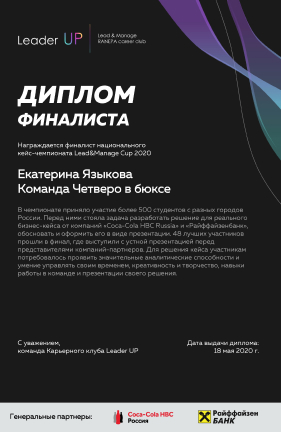 Leader UP
Lead & Manage
RANEPA career club
ДИПЛОМ
ФИНАЛИСТА
Награждается финалист национального
кейс-чемпионата Lead&Manage Cup 2020
Екатерина Языкова
Команда Четверо в бюксе
В чемпионате приняло участие более 500 студентов с разных городов
России. Перед ними стояла задача разработать решение для реального
бизнес-кейса от компаний «Coca-Cola HBC Russia» и «Райффайзенбанк»,
обосновать и оформить его в виде презентации. 48 лучших участников
прошли в финал, где выступили с устной презентацией перед
представителями компаний-партнеров. Для решения кейса участникам
потребовалось проявить значительные аналитические способности и
умение управлять своим временем, креативность и творчество, навыки
работы в команде и презентации своего решения.
С уважением,
команда Карьерного клуба Leader UP
Дата выдачи диплома:
18 мая 2020 г.
Генеральные партнеры:
Coca-Cola HBC
Россия
Райффайзен
БАНК